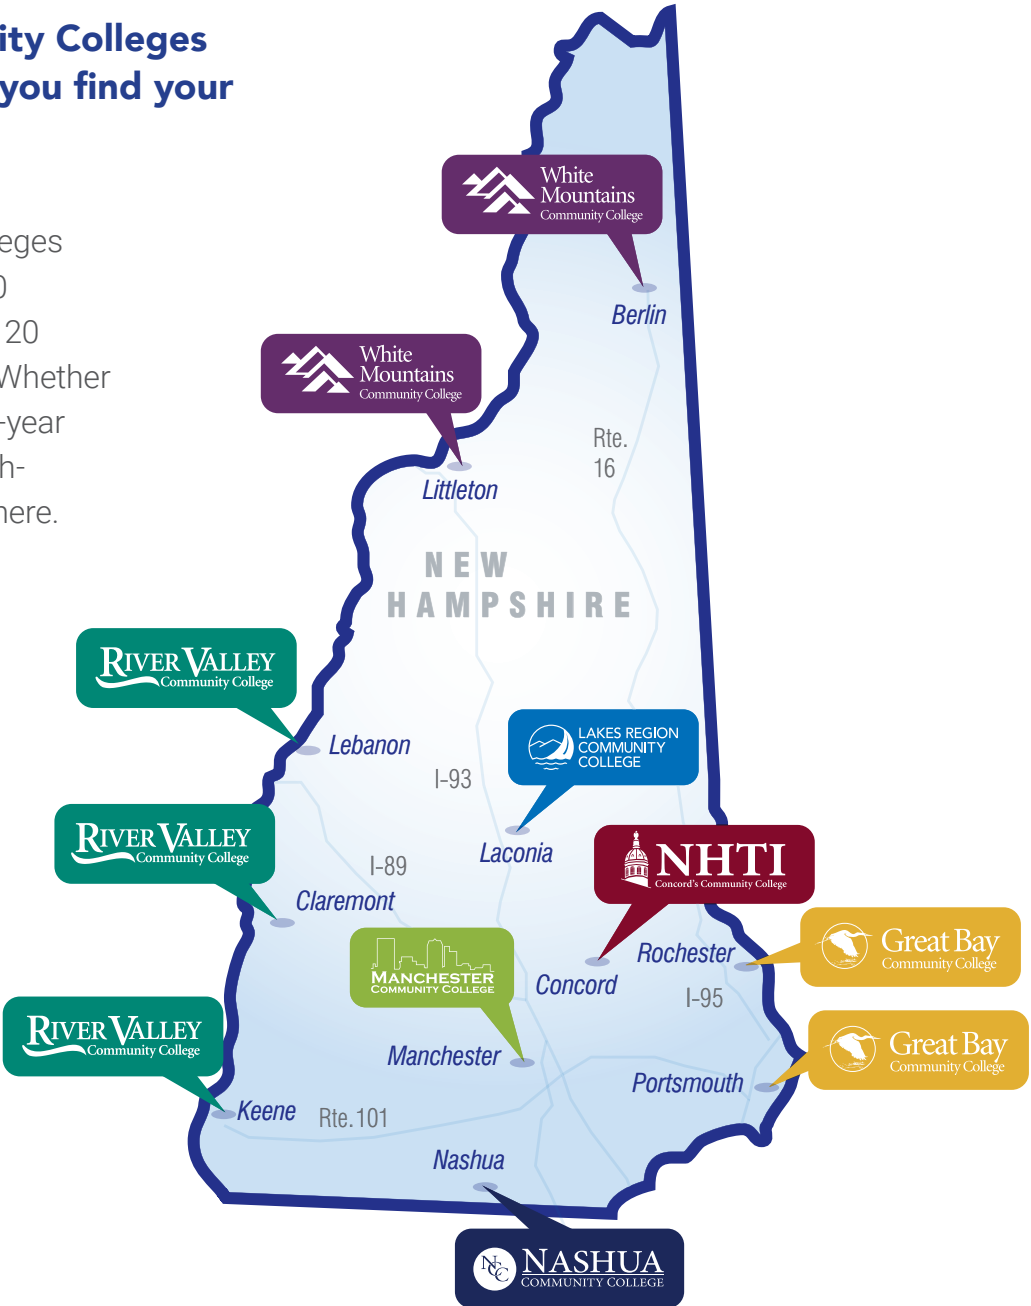 ity Colleges
you find your
eges
0
120
Whether
-year
h-
here.
White
Mountains
Community College
Berlin
White
Mountains
Community College
Rte.
16
Littleton
NEW
HAMPSHIRE
RIVER VALLEY
Community College
Lebanon
LAKES REGION
COMMUNITY
COLLEGE
I-93
RIVER VALLEY
Community College
Laconia
NHTI
Concord's Community College
I-89
Claremont
Great Bay
Community College
Rochester
MANCHESTER
COMMUNITY COLLEGE
Concord
I-95
RIVER VALLEY
Community College
Great Bay
Community College
Manchester
Portsmouth
Keene
Rte.101
Nashua
NCC
NASHUA
COMMUNITY COLLEGE